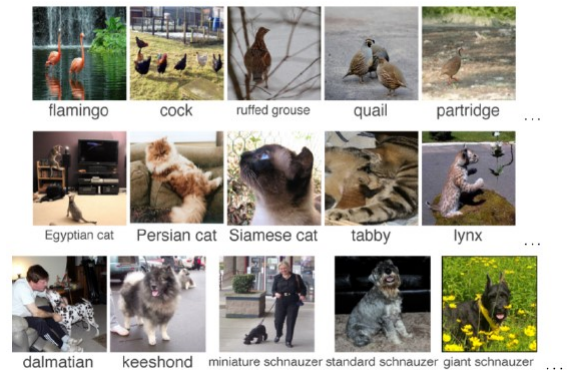 flamingo cock ruffed grouse quail partridge ...
Egyptian cat Persian cat Siamese cat tabby lynx ...
dalmatian keeshond miniature schnauzer standard schnauzer giant schnauzer ...